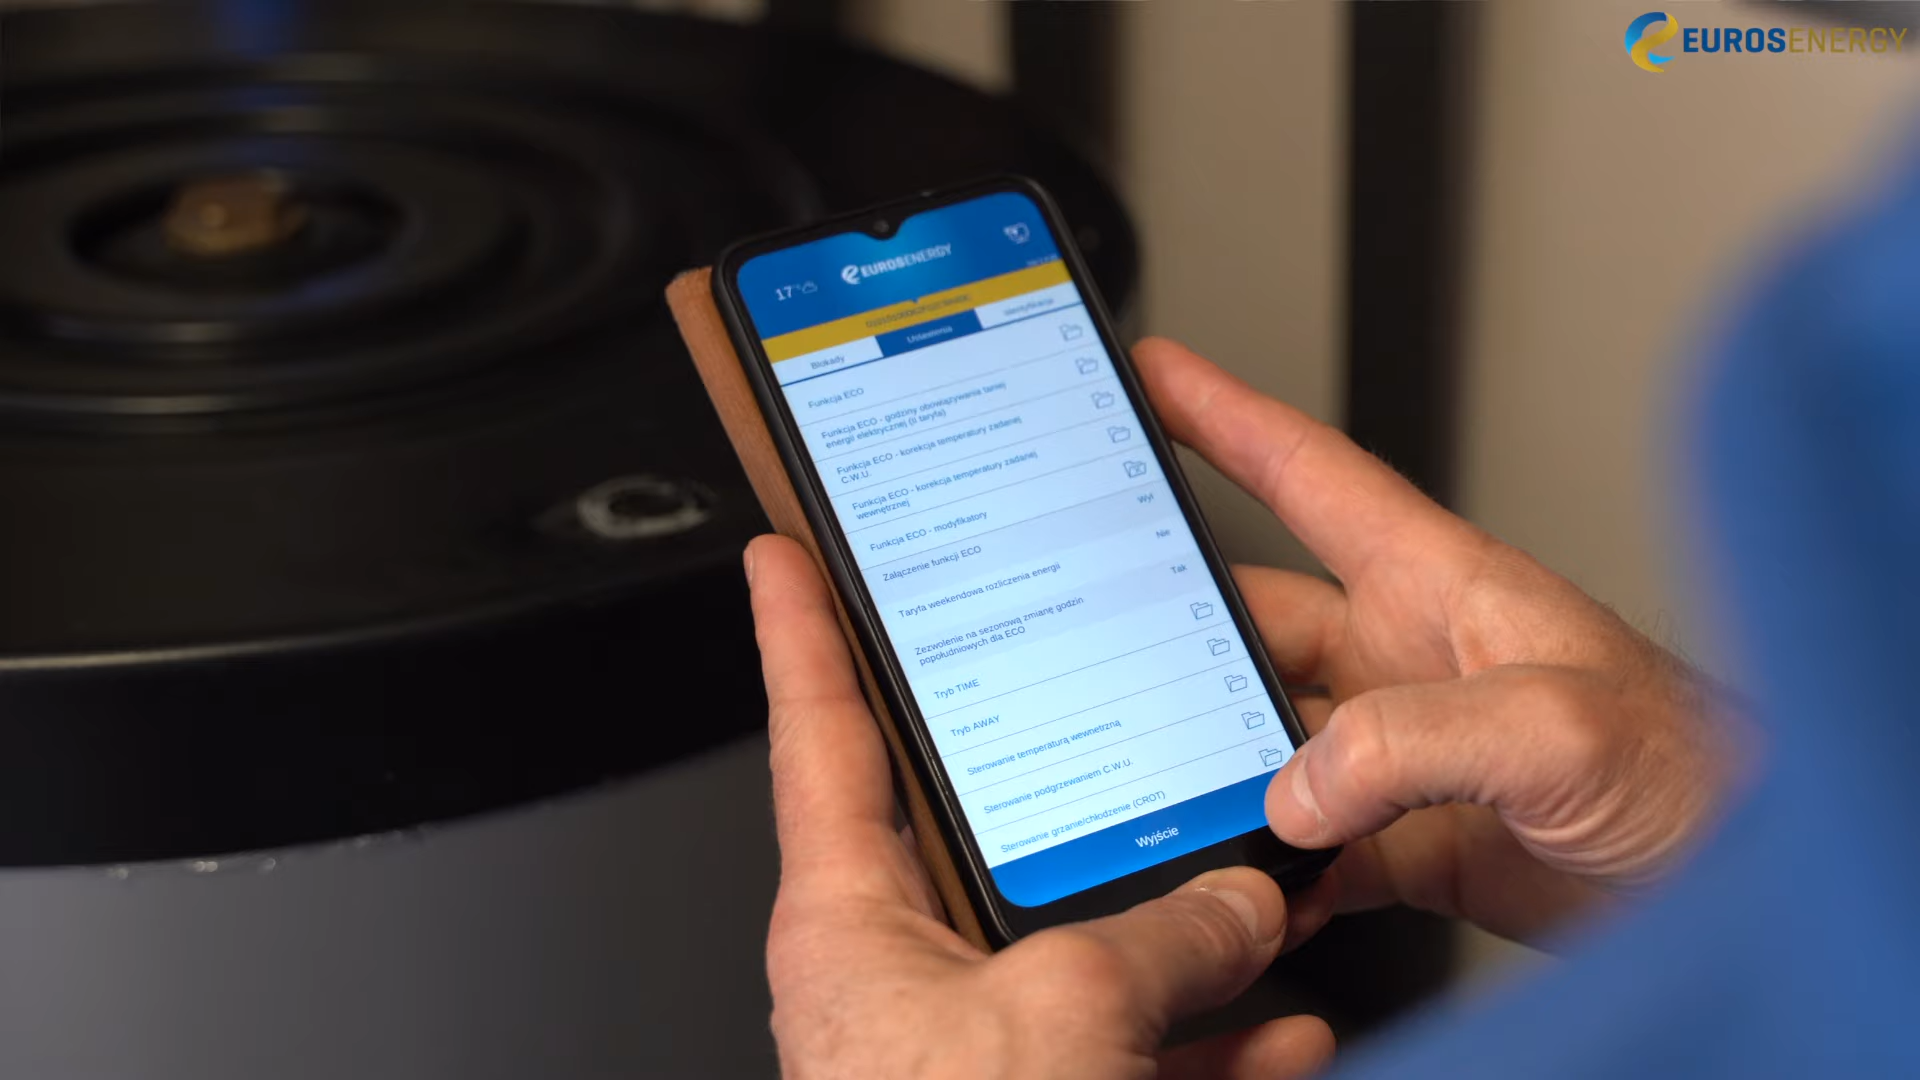 EUROSENERGY
EUROSENERGY
17°
Blokady
Ustawienia
Identyfikacja
Funkcja ECO
Funkcja ECO - godziny obowiązywania taniej
energii elektrycznej (II taryfa)
Funkcja ECO - korekcja temperatury zadanej
C.W.U.
Funkcja ECO - korekcja temperatury zadanej
wewnętrznej
Funkcja ECO - modyfikatory
Załączenie funkcji ECO
Wył
Taryfa weekendowa rozliczenia energii
Nie
Zezwolenie na sezonową zmianę godzin
popołudniowych dla ECO
Tak
Tryb TIME
Tryb AWAY
Sterowanie temperaturą wewnętrzną
Sterowanie podgrzewaniem C.W.U.
Sterowanie grzanie/chłodzenie (CROT)
Wyjście